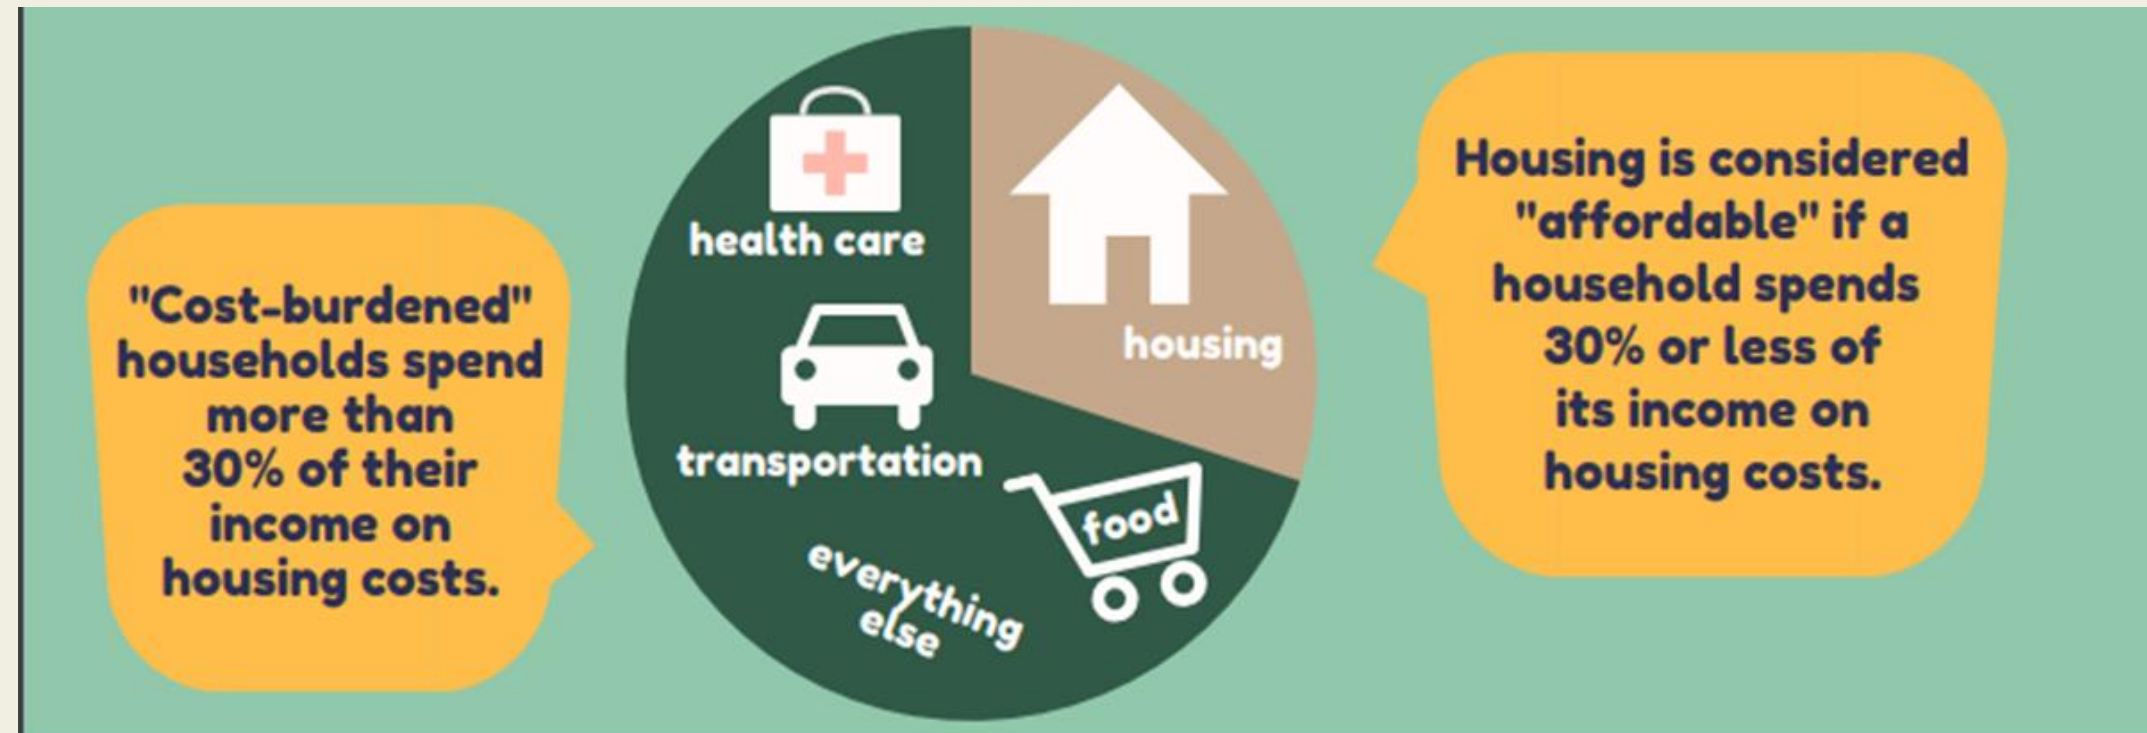 "Cost-burdened"
households spend
more than
30% of their
income on
housing costs.
health care
transportation
everything
else
food
housing
Housing is considered
"affordable" if a
household spends
30% or less of
its income on
housing costs.